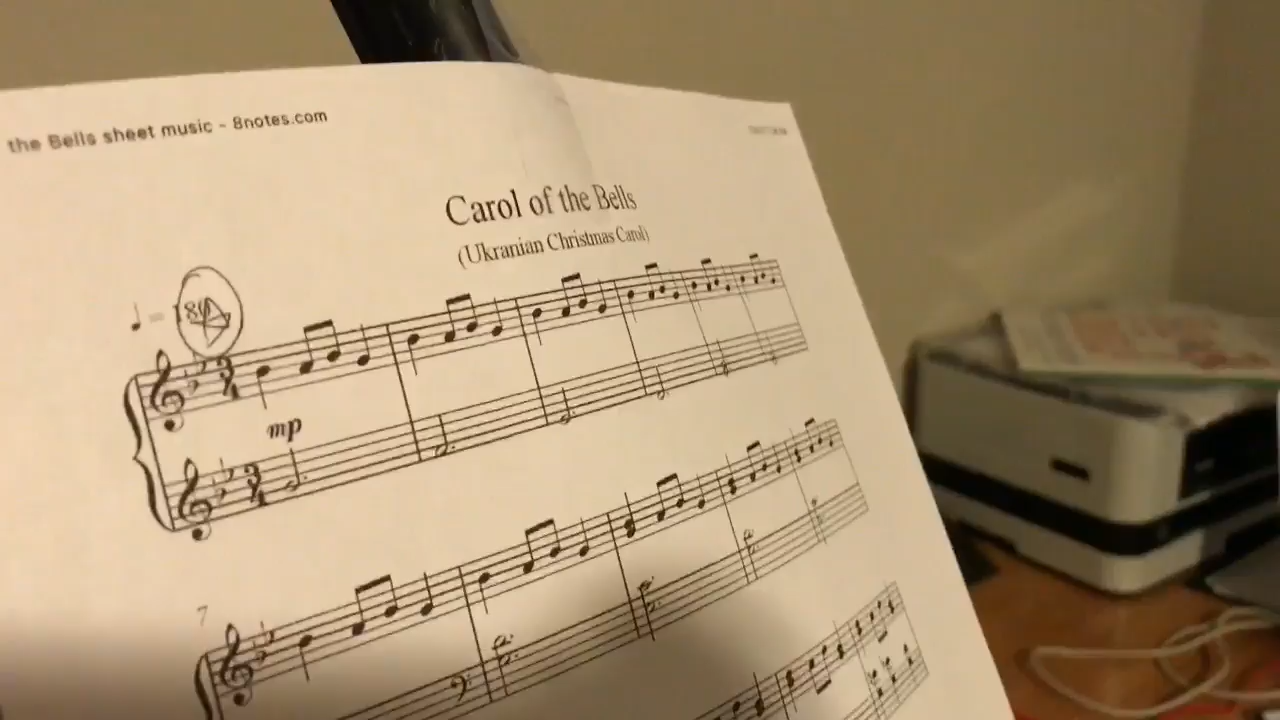 the Bells sheet music - 8notes.com
Carol of the Bells
(Ukranian Christmas Carol)
mp
7